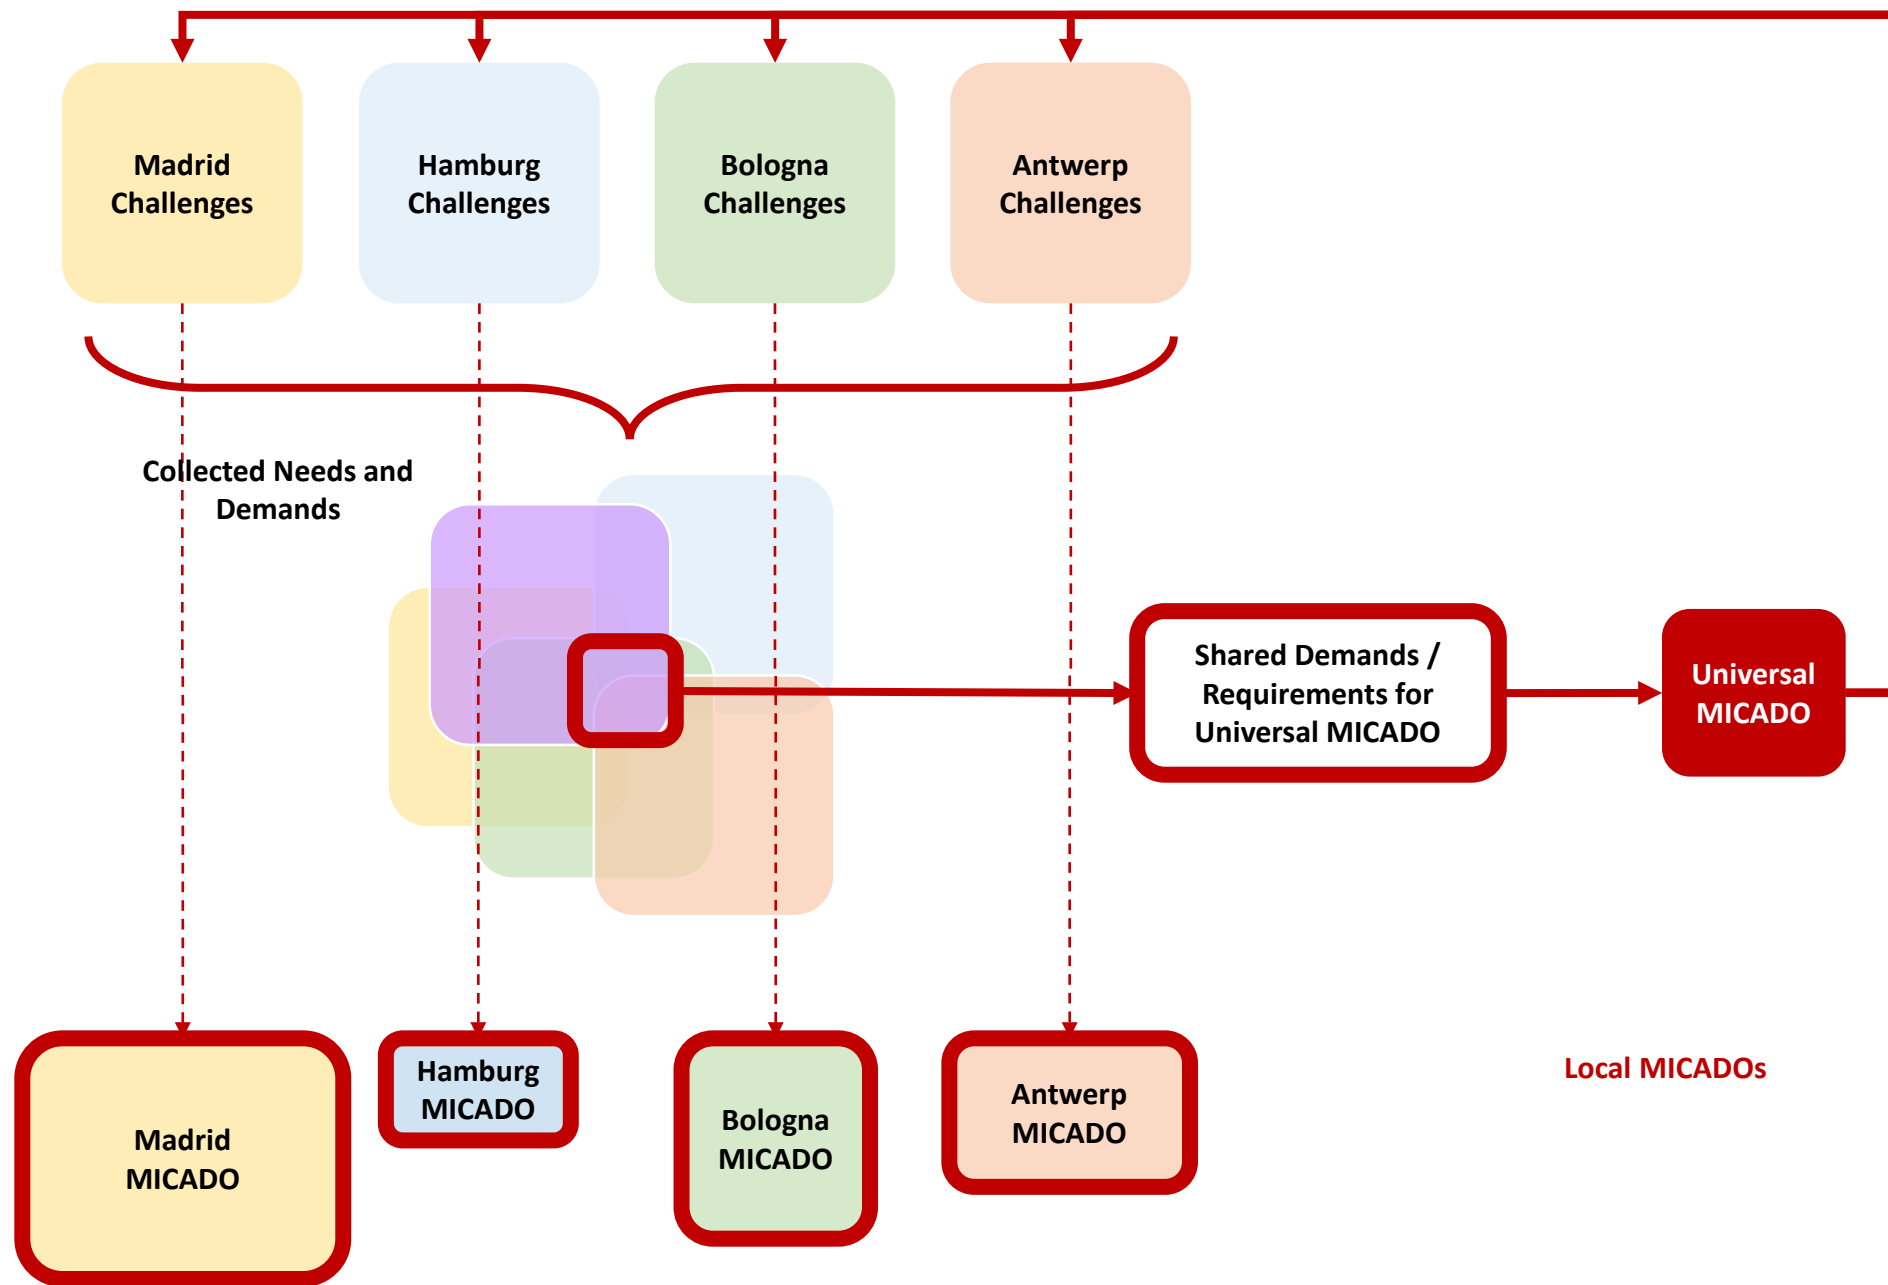 Madrid
Challenges
Hamburg
Challenges
Bologna
Challenges
Antwerp
Challenges
Collected Needs and
Demands
Shared Demands /
Requirements for
Universal MICADO
Universal
MICADO
Madrid
MICADO
Hamburg
MICADO
Bologna
MICADO
Antwerp
MICADO
Local MICADOs